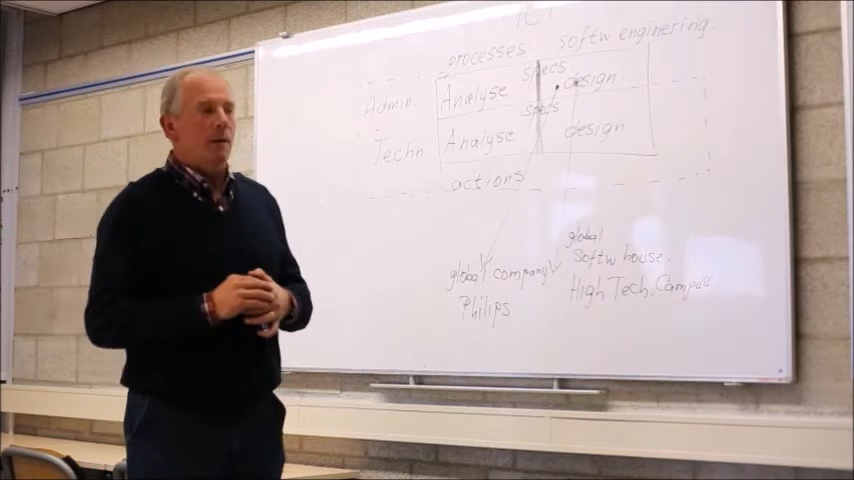 ICT
processes. softw enginering.
Admin. Analyse specs design
specs
Techn Analyse design
actions
global company
Philips
global
Softw. house.
High Tech. Campus